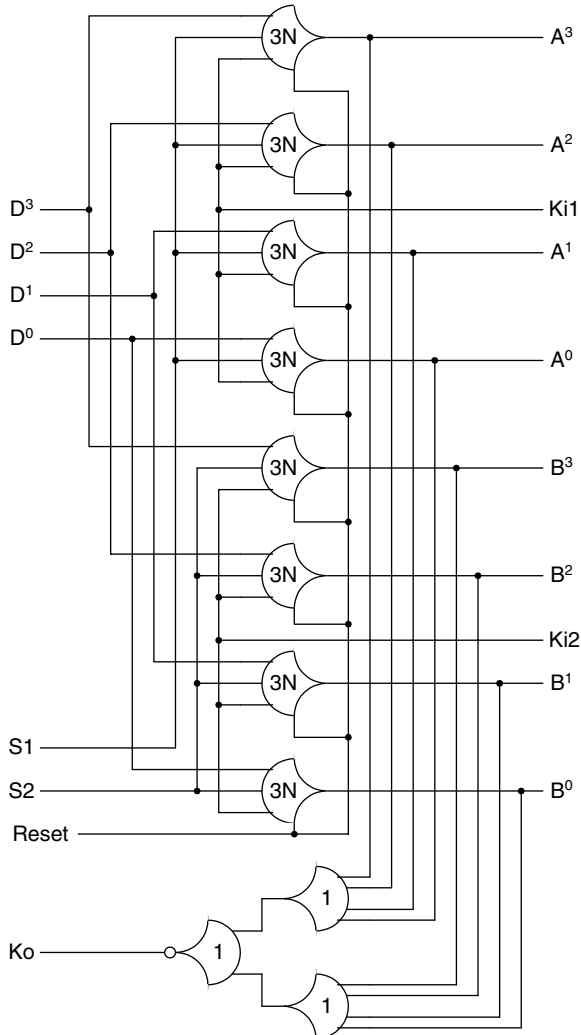 3N A³
3N A²
D³ Ki1
D² 3N A¹
D¹
D⁰ 3N A⁰
3N B³
3N B²
Ki2
3N B¹
S1
S2 3N B⁰
Reset
1
Ko 1
1